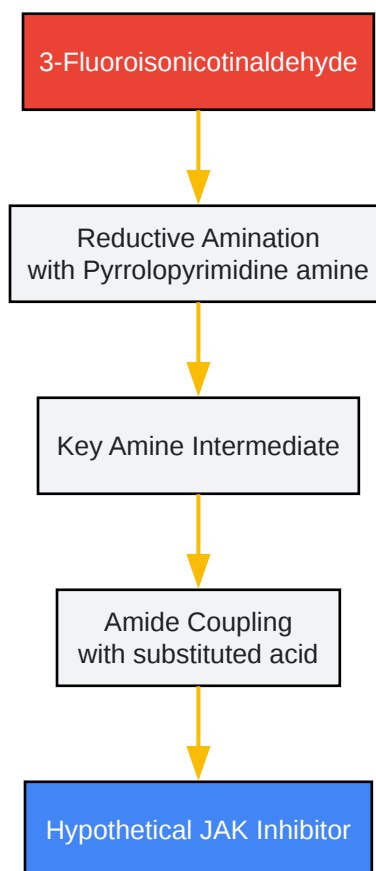 3-Fluoroisonicotinaldehyde
Reductive Amination
with Pyrrolopyrimidine amine
Key Amine Intermediate
Amide Coupling
with substituted acid
Hypothetical JAK Inhibitor